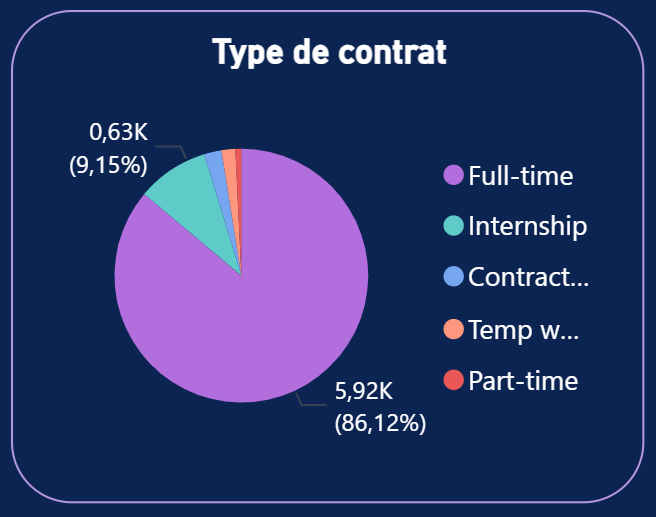 Type de contrat
0,63K
(9,15%)
Full-time
Internship
Contract...
Temp w...
Part-time
5,92K
(86,12%)